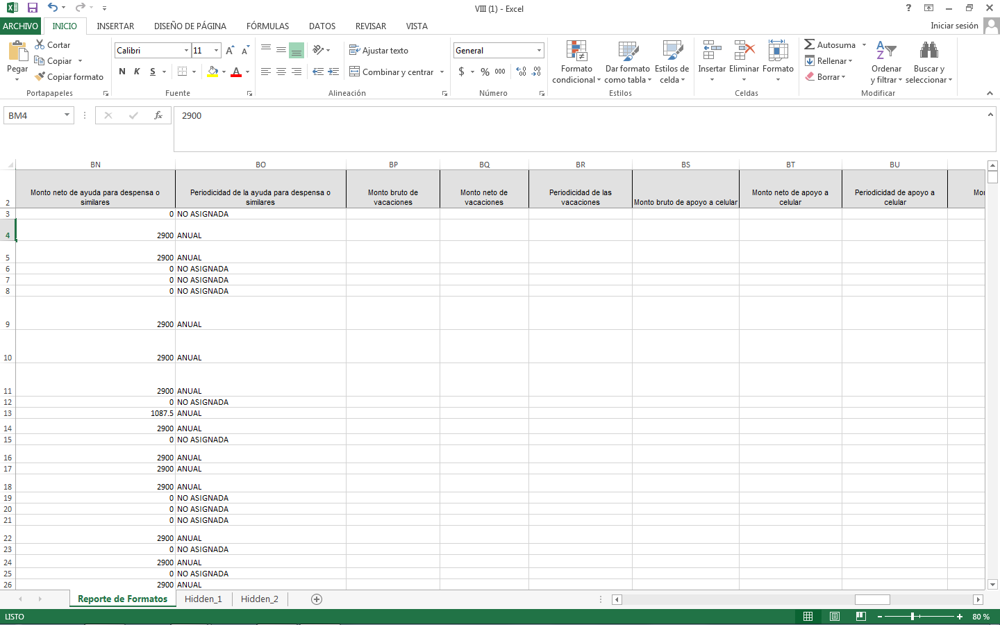 VIII (1) - Excel
?
ARCHIVO INICIO INSERTAR DISEÑO DE PÁGINA FÓRMULAS DATOS REVISAR VISTA Iniciar sesión
Pegar
Cortar
Copiar
Copiar formato
Portapapeles
Calibri 11 A A
N K S A
Fuente
Ajustar texto
Combinar y centrar
Alineación
General
$ % 000
Número
Formato condicional
Dar formato como tabla
Estilos de celda
Estilos
Insertar Eliminar Formato
Celdas
Autosuma
Rellenar
Borrar
Ordenar y filtrar
Buscar y seleccionar
Modificar
BM4 fx 2900
BN BO BP BQ BR BS BT BU
2 Monto neto de ayuda para despensa o similares Periodicidad de la ayuda para despensa o similares Monto bruto de vacaciones Monto neto de vacaciones Periodicidad de las vacaciones Monto bruto de apoyo a celular Monto neto de apoyo a celular Periodicidad de apoyo a celular
3 0 NO ASIGNADA
4 2900 ANUAL
5 2900 ANUAL
6 0 NO ASIGNADA
7 0 NO ASIGNADA
8 0 NO ASIGNADA
9 2900 ANUAL
10 2900 ANUAL
11 2900 ANUAL
12 0 NO ASIGNADA
13 1087.5 ANUAL
14 2900 ANUAL
15 0 NO ASIGNADA
16 2900 ANUAL
17 2900 ANUAL
18 2900 ANUAL
19 0 NO ASIGNADA
20 0 NO ASIGNADA
21 0 NO ASIGNADA
22 2900 ANUAL
23 0 NO ASIGNADA
24 2900 ANUAL
25 0 NO ASIGNADA
26 2900 ANUAL
Reporte de Formatos Hidden_1 Hidden_2
LISTO 80 %